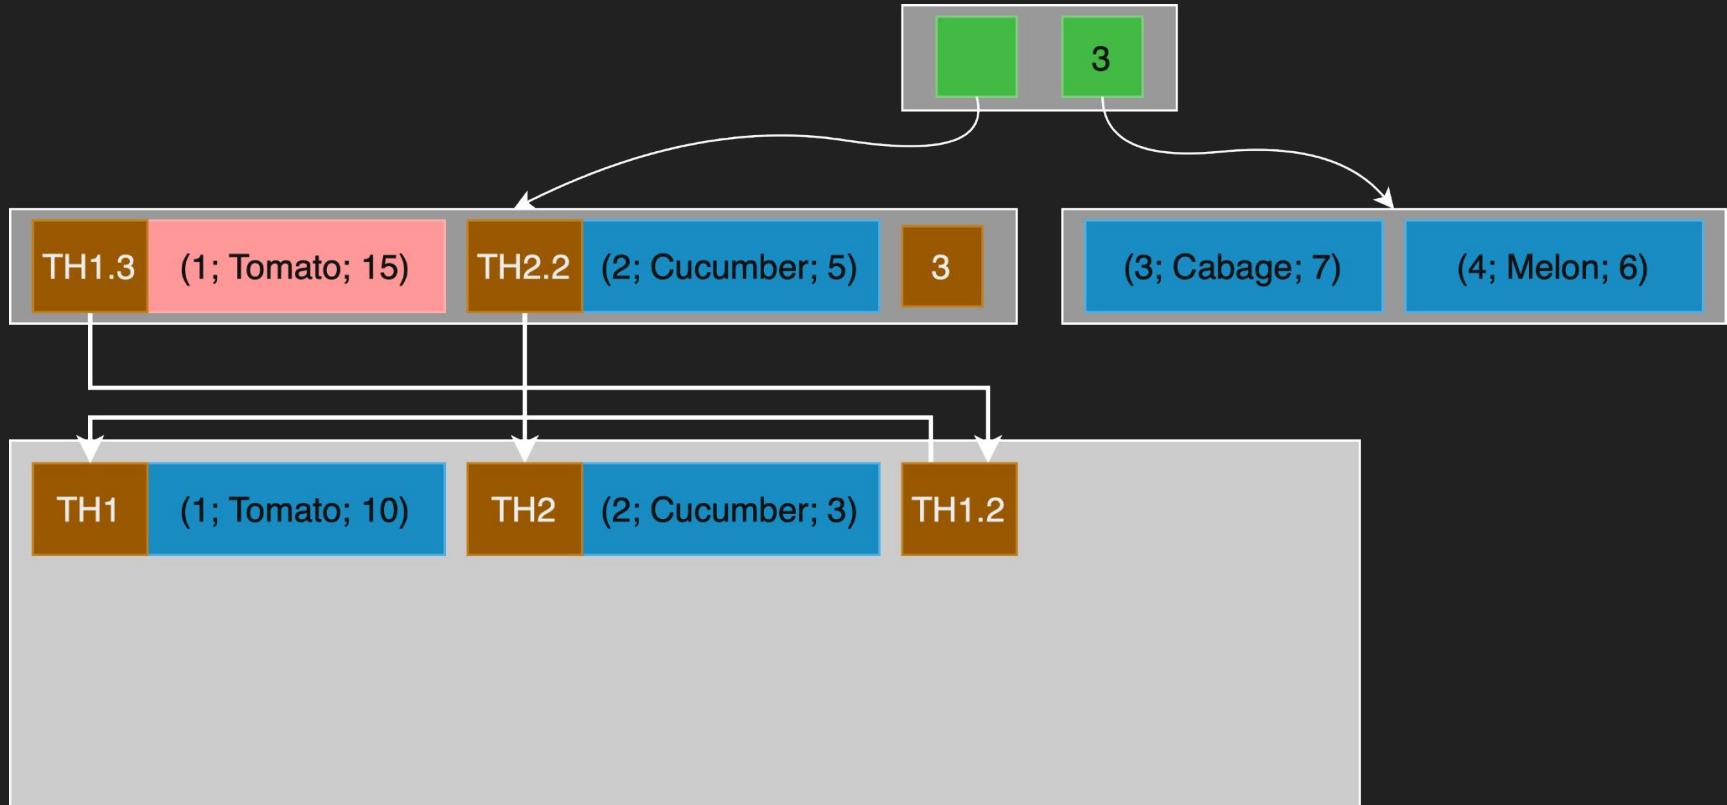 3
TH1.3 (1; Tomato; 15) TH2.2 (2; Cucumber; 5) 3 (3; Cabage; 7) (4; Melon; 6)
TH1 (1; Tomato; 10) TH2 (2; Cucumber; 3) TH1.2